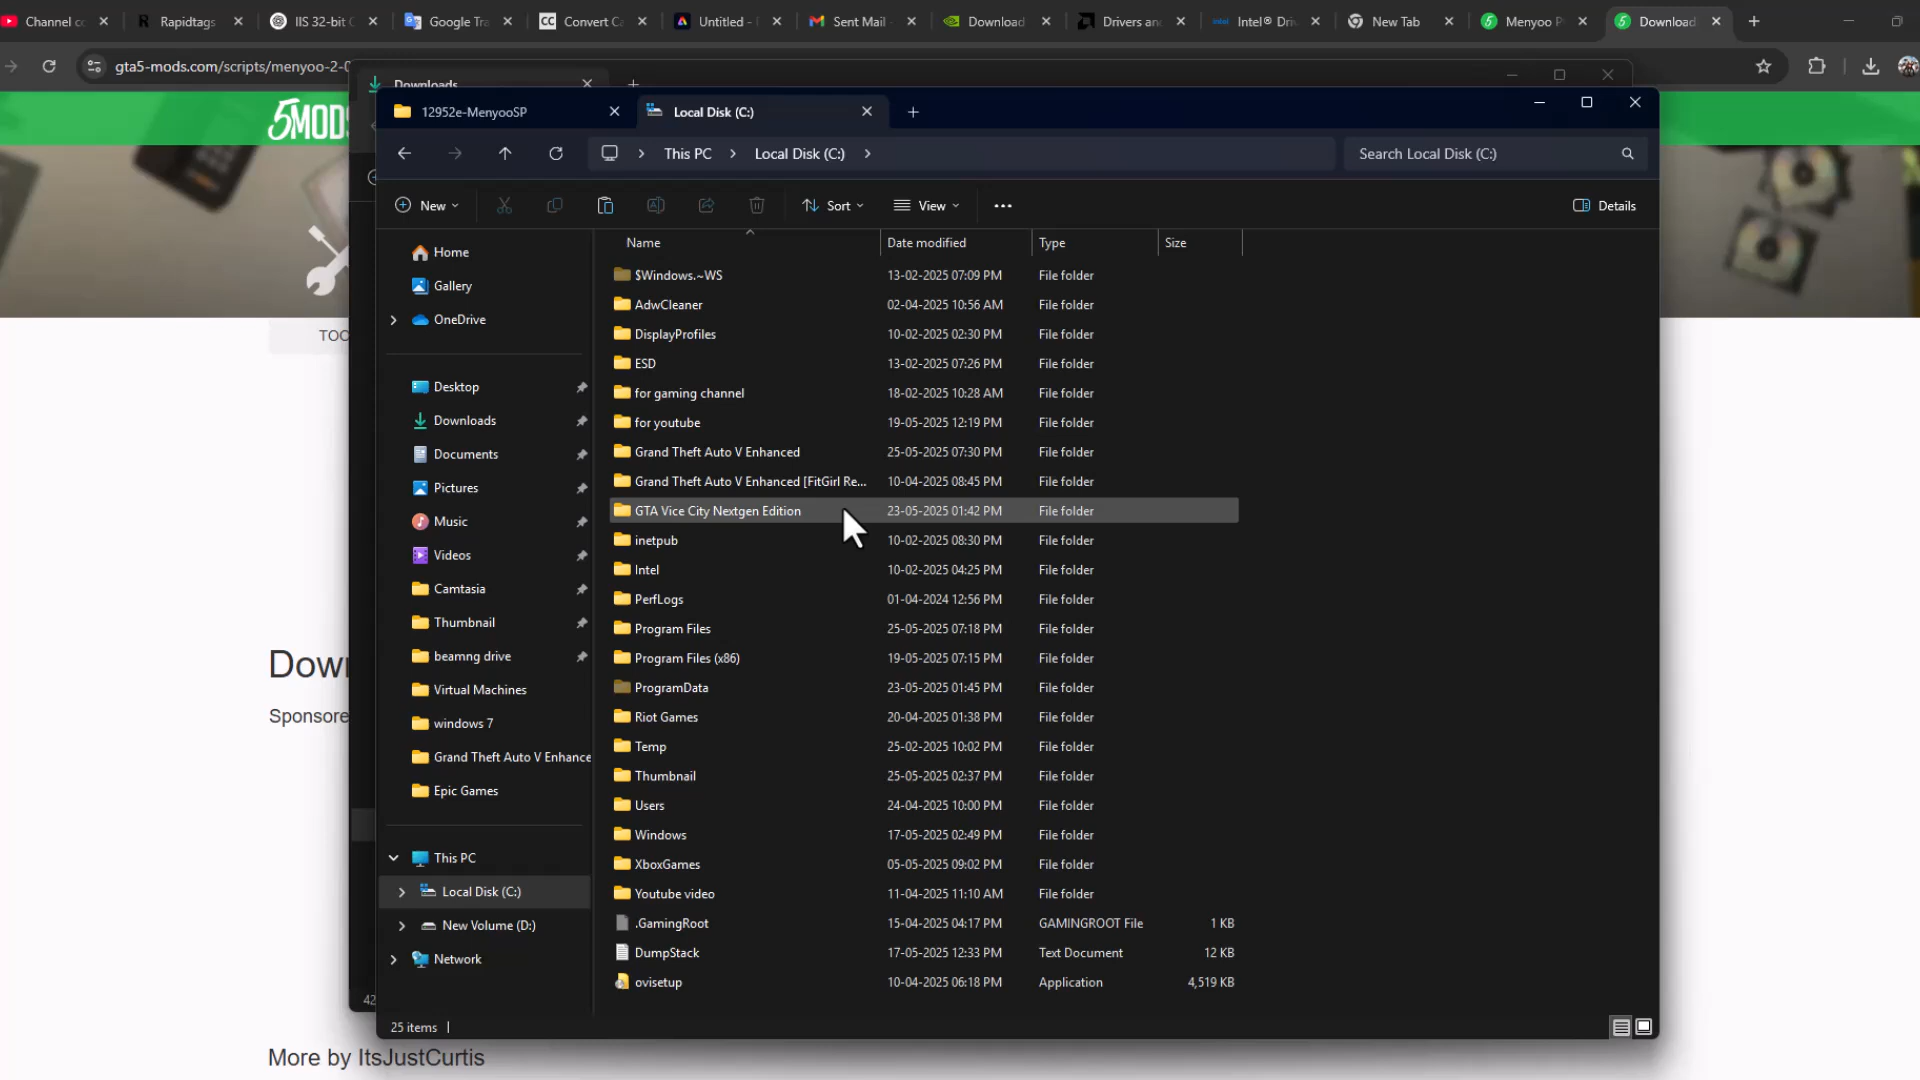 Channel co
Rapidtags
IIS 32-bit
Google Tra
CC
Convert Ca
Untitled -
Sent Mail
Download
Drivers and
intel
Intel® Driv
New Tab
5
Menyoo P
5
Download
gta5-mods.com/scripts/menyoo-2-0
Downloads
5MODS
12952e-MenyooSP
Local Disk (C:)
This PC
Local Disk (C:)
Search Local Disk (C:)
New
Sort
View
Details
Name
Date modified
Type
Size
Home
Gallery
OneDrive
Desktop
Downloads
Documents
Pictures
Music
Videos
Camtasia
Thumbnail
beamng drive
Virtual Machines
windows 7
Grand Theft Auto V Enhance
Epic Games
This PC
Local Disk (C:)
New Volume (D:)
Network
$Windows.~WS 13-02-2025 07:09 PM File folder
AdwCleaner 02-04-2025 10:56 AM File folder
DisplayProfiles 10-02-2025 02:30 PM File folder
ESD 13-02-2025 07:26 PM File folder
for gaming channel 18-02-2025 10:28 AM File folder
for youtube 19-05-2025 12:19 PM File folder
Grand Theft Auto V Enhanced 25-05-2025 07:30 PM File folder
Grand Theft Auto V Enhanced [FitGirl Re... 10-04-2025 08:45 PM File folder
GTA Vice City Nextgen Edition 23-05-2025 01:42 PM File folder
inetpub 10-02-2025 08:30 PM File folder
Intel 10-02-2025 04:25 PM File folder
PerfLogs 01-04-2024 12:56 PM File folder
Program Files 25-05-2025 07:18 PM File folder
Program Files (x86) 19-05-2025 07:15 PM File folder
ProgramData 23-05-2025 01:45 PM File folder
Riot Games 20-04-2025 01:38 PM File folder
Temp 25-02-2025 10:02 PM File folder
Thumbnail 25-05-2025 02:37 PM File folder
Users 24-04-2025 10:00 PM File folder
Windows 17-05-2025 02:49 PM File folder
XboxGames 05-05-2025 09:02 PM File folder
Youtube video 11-04-2025 11:10 AM File folder
.GamingRoot 15-04-2025 04:17 PM GAMINGROOT File 1 KB
DumpStack 17-05-2025 12:33 PM Text Document 12 KB
ovisetup 10-04-2025 06:18 PM Application 4,519 KB
25 items
TOO
Down
Sponsore
42
More by ItsJustCurtis